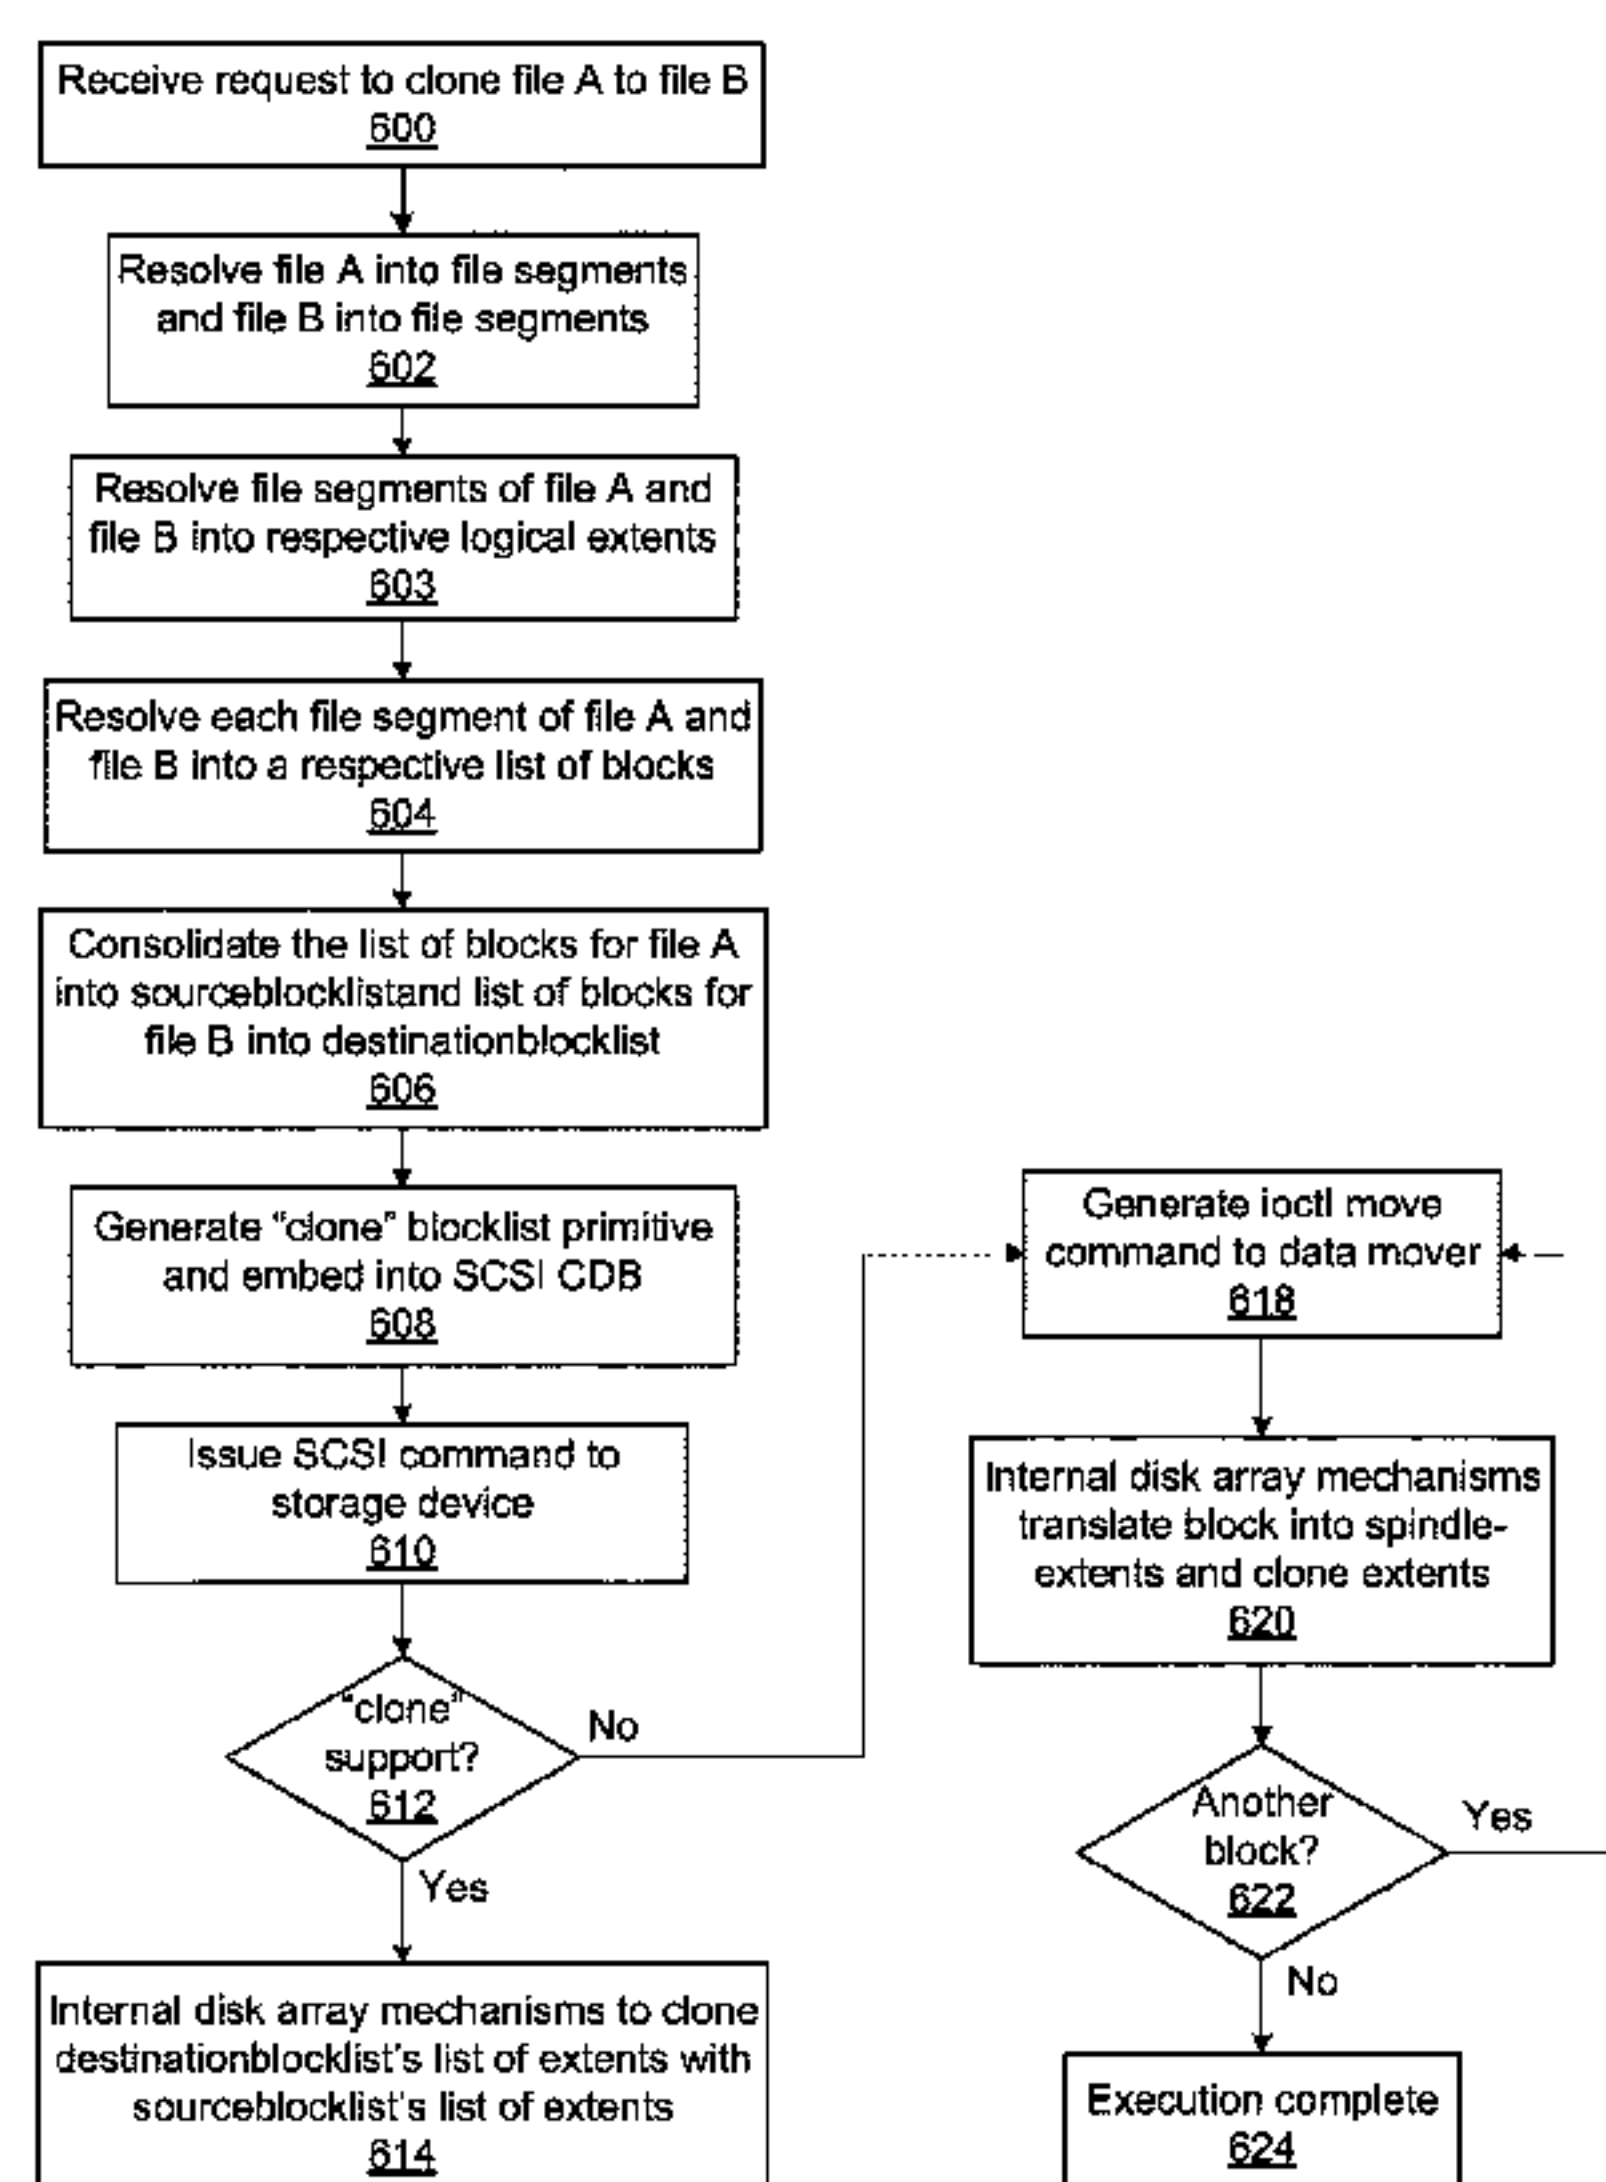 Receive request to clone file A to file B
600
Resolve file A into file segments
and file B into file segments
602
Resolve file segments of file A and
file B into respective logical extents
603
Resolve each file segment of file A and
file B into a respective list of blocks
604
Consolidate the list of blocks for file A
into sourceblocklistand list of blocks for
file B into destinationblocklist
606
Generate “clone” blocklist primitive
and embed into SCSI CDB
608
Issue SCSI command to
storage device
610
“clone”
support?
612
No
Yes
Internal disk array mechanisms to clone
destinationblocklist's list of extents with
sourceblocklist's list of extents
614
Generate ioctl move
command to data mover
618
Internal disk array mechanisms
translate block into spindle-
extents and clone extents
620
Another
block?
622
Yes
No
Execution complete
624